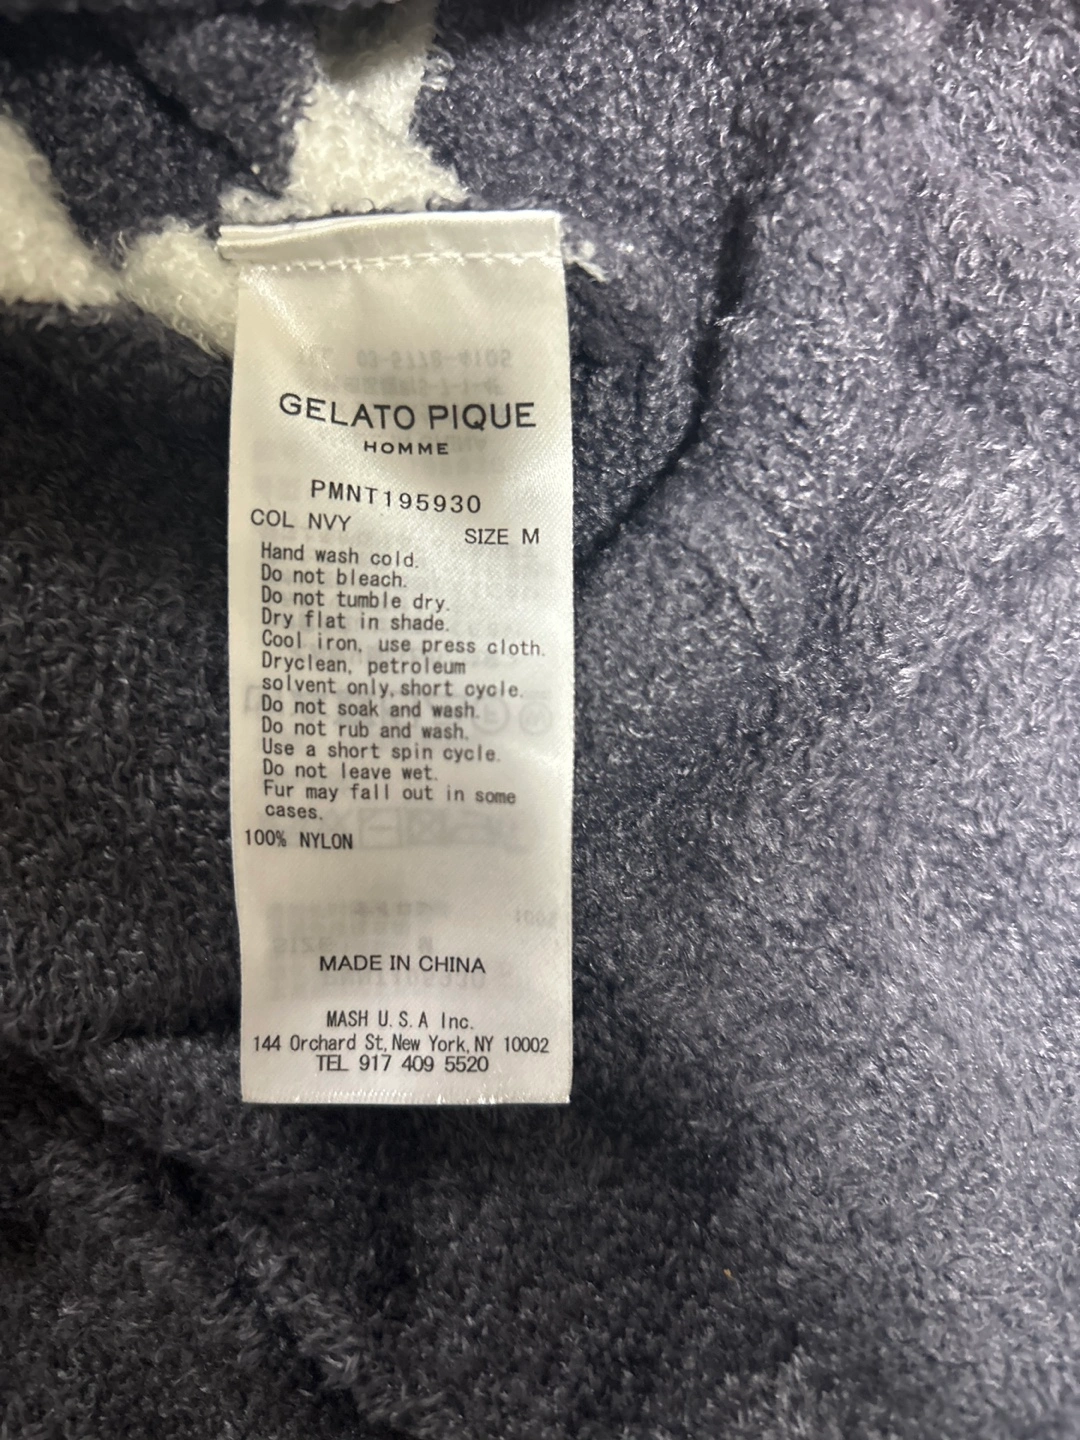 GELATO PIQUE
HOMME
PMNT195930
COL NVY
SIZE M
Hand wash cold.
Do not bleach.
Do not tumble dry.
Dry flat in shade.
Cool iron, use press cloth.
Dryclean, petroleum
solvent only, short cycle.
Do not soak and wash.
Do not rub and wash.
Use a short spin cycle.
Do not leave wet.
Fur may fall out in some
cases.
100% NYLON
MADE IN CHINA
MASH U.S.A Inc.
144 Orchard St, New York, NY 10002
TEL 917 409 5520